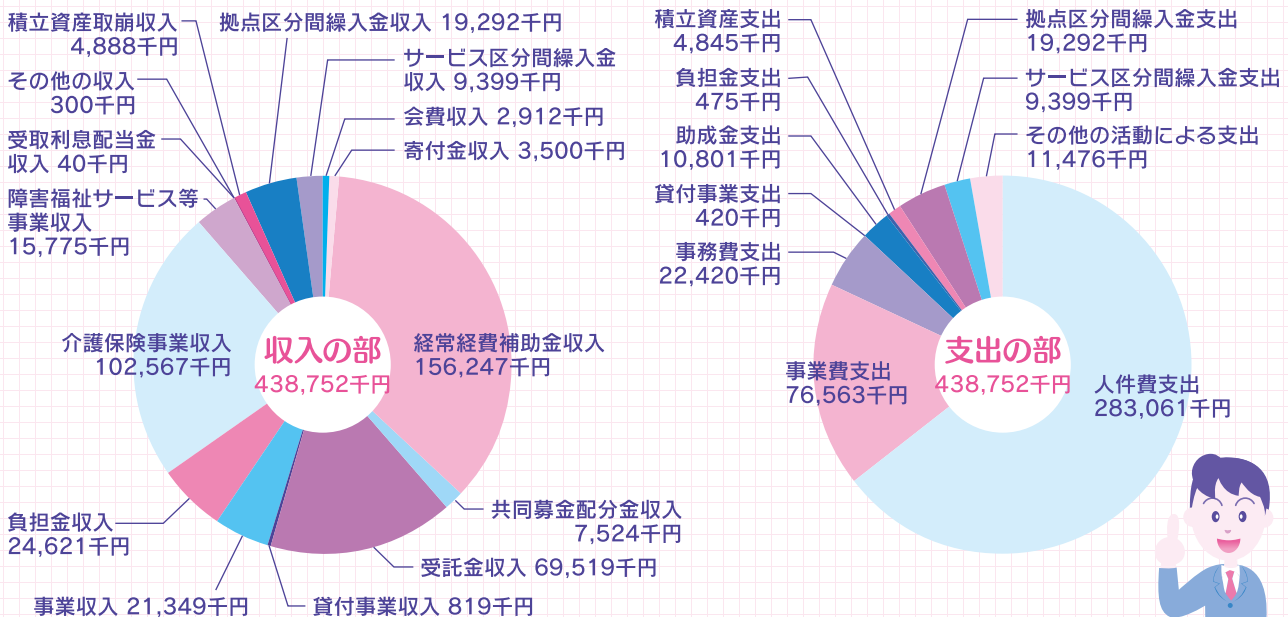 積立資産取崩収入
4,888千円
拠点区分間繰入金収入 19,292千円
その他の収入
300千円
サービス区分間繰入金
収入 9,399千円
受取利息配当金
収入 40千円
会費収入 2,912千円
寄付金収入 3,500千円
障害福祉サービス等
事業収入
15,775千円
介護保険事業収入
102,567千円
収入の部
438,752千円
経常経費補助金収入
156,247千円
負担金収入
24,621千円
共同募金配分金収入
7,524千円
受託金収入 69,519千円
事業収入 21,349千円
貸付事業収入 819千円
積立資産支出
4,845千円
負担金支出
475千円
助成金支出
10,801千円
貸付事業支出
420千円
事務費支出
22,420千円
拠点区分間繰入金支出
19,292千円
サービス区分間繰入金支出
9,399千円
その他の活動による支出
11,476千円
事業費支出
76,563千円
支出の部
438,752千円
人件費支出
283,061千円